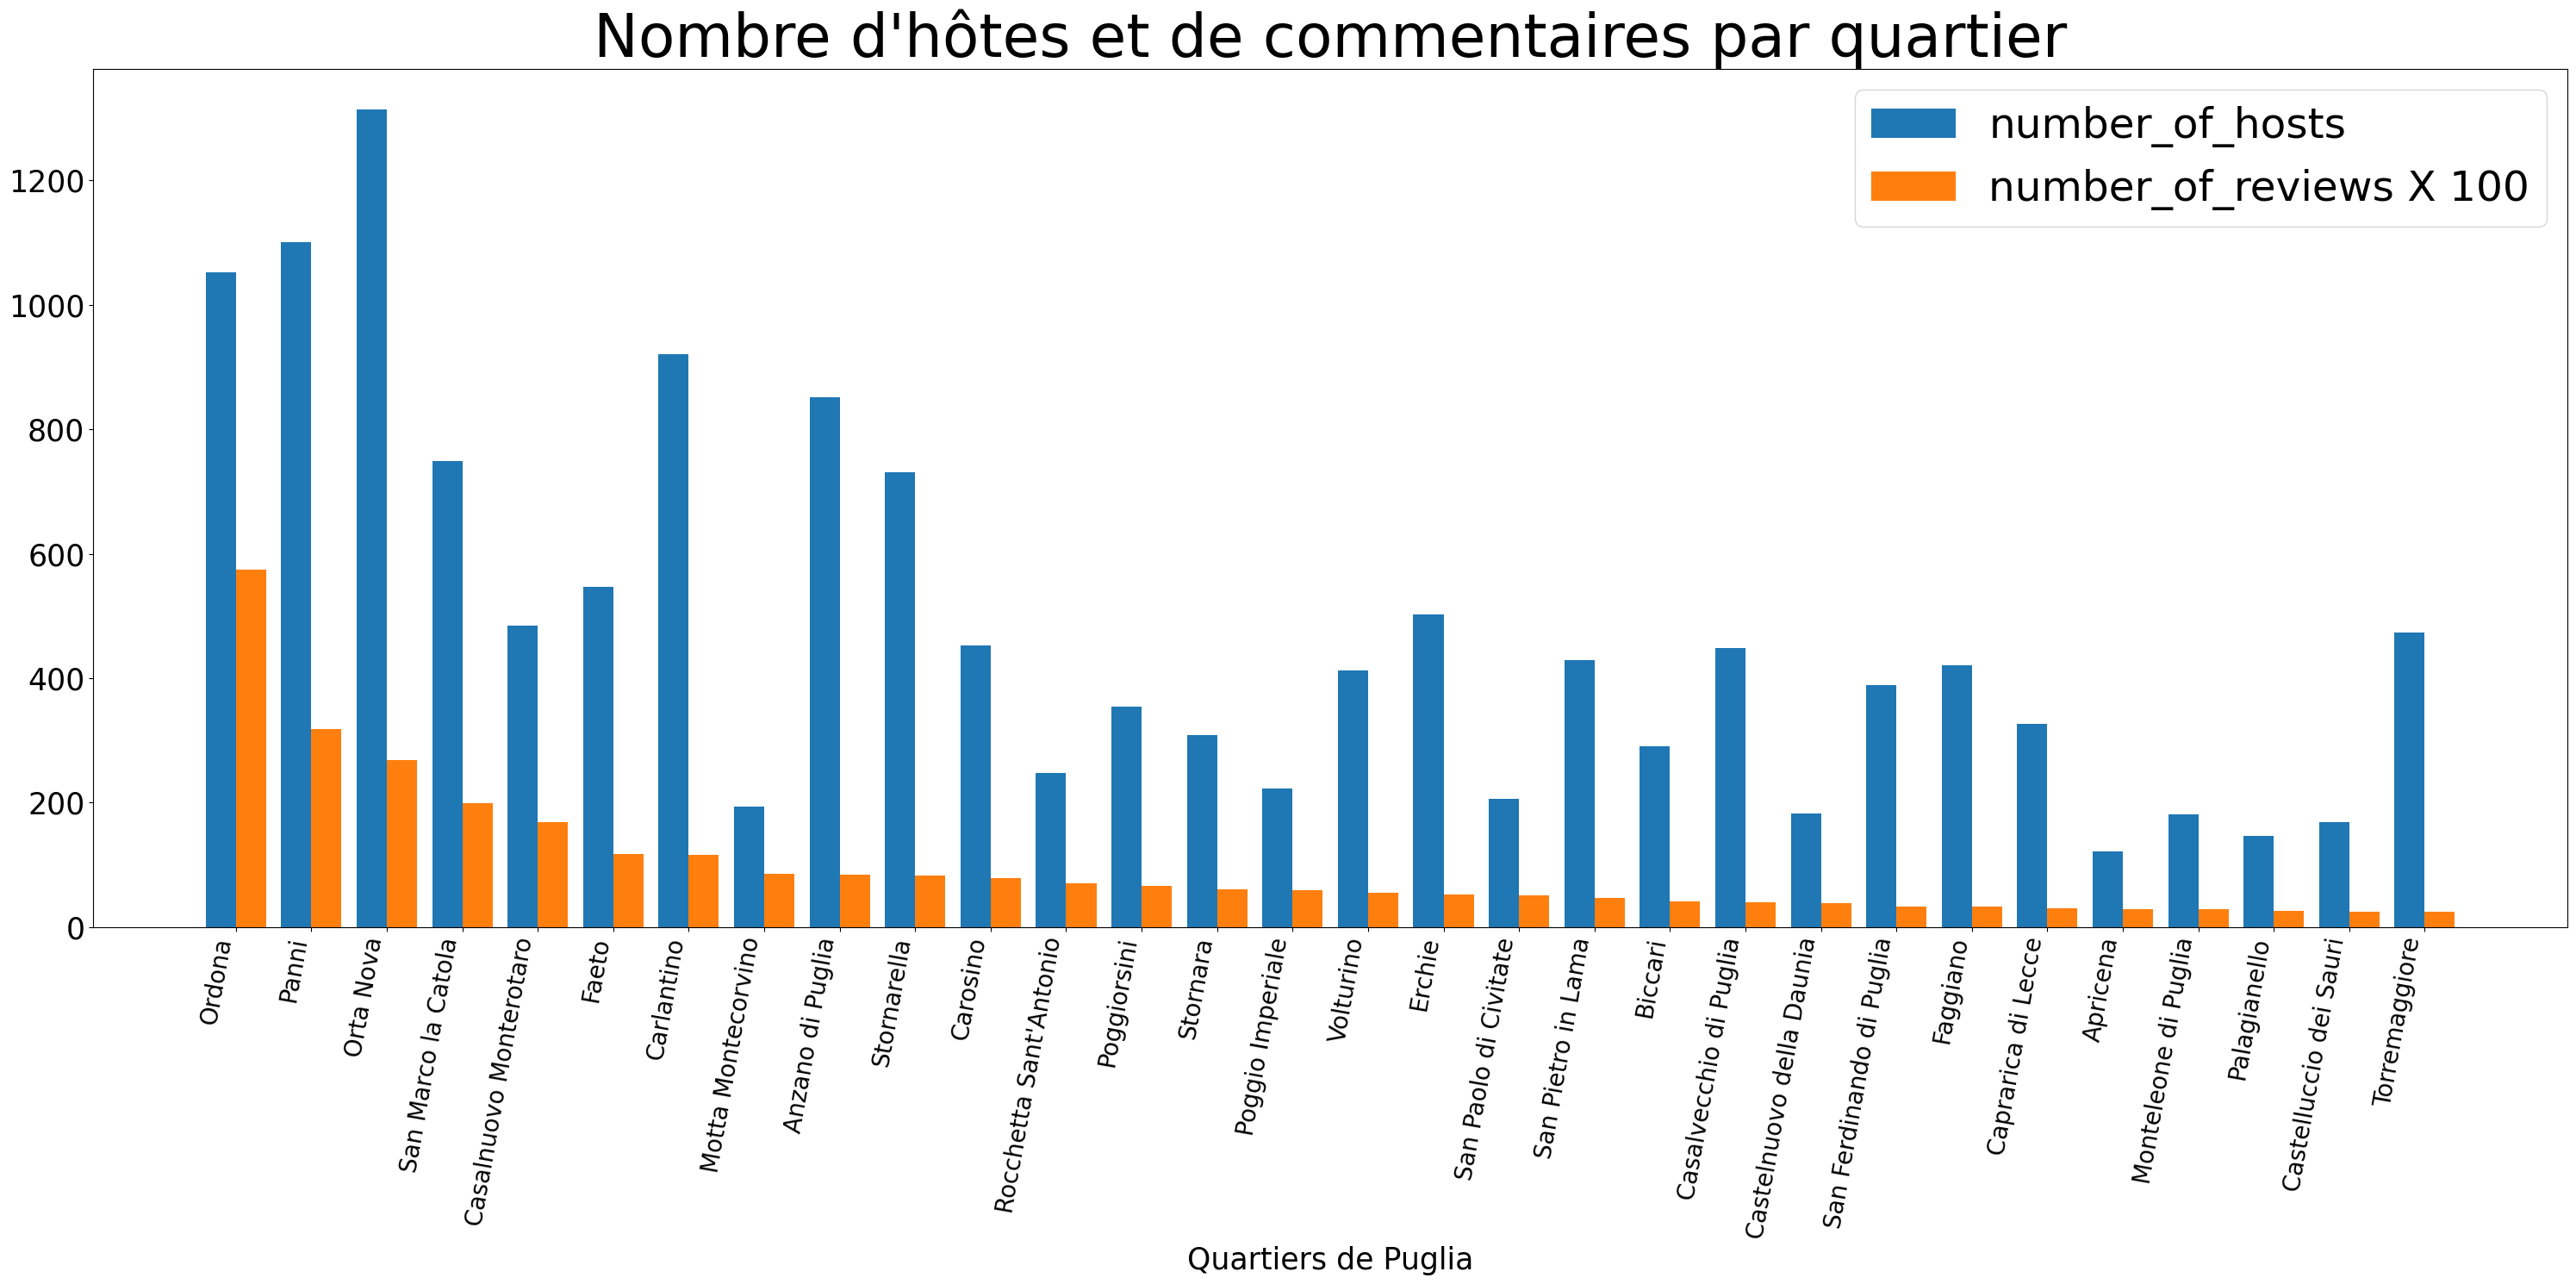 Nombre d'hôtes et de commentaires par quartier
number_of_hosts
number_of_reviews X 100
1200
1000
800
600
400
200
0
Ordona
Panni
Orta Nova
San Marco la Catola
Casalnuovo Monterotaro
Faeto
Carlantino
Motta Montecorvino
Anzano di Puglia
Stornarella
Carosino
Rocchetta Sant'Antonio
Poggiorsini
Stornara
Poggio Imperiale
Volturino
Erchie
San Paolo di Civitate
San Pietro in Lama
Biccari
Casalvecchio di Puglia
Castelnuovo della Daunia
San Ferdinando di Puglia
Faggiano
Caprarica di Lecce
Apricena
Monteleone di Puglia
Palagianello
Castelluccio dei Sauri
Torremaggiore
Quartiers de Puglia